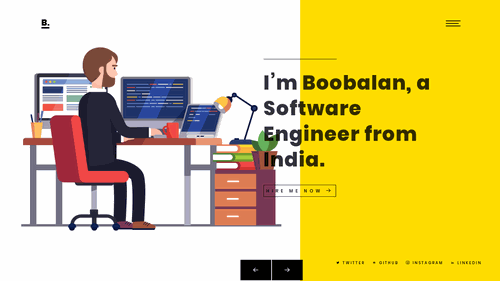 B.
I’m Boobalan, a
Software
Engineer from
India.
HIRE ME NOW →
← →
TWITTER GITHUB INSTAGRAM LINKEDIN